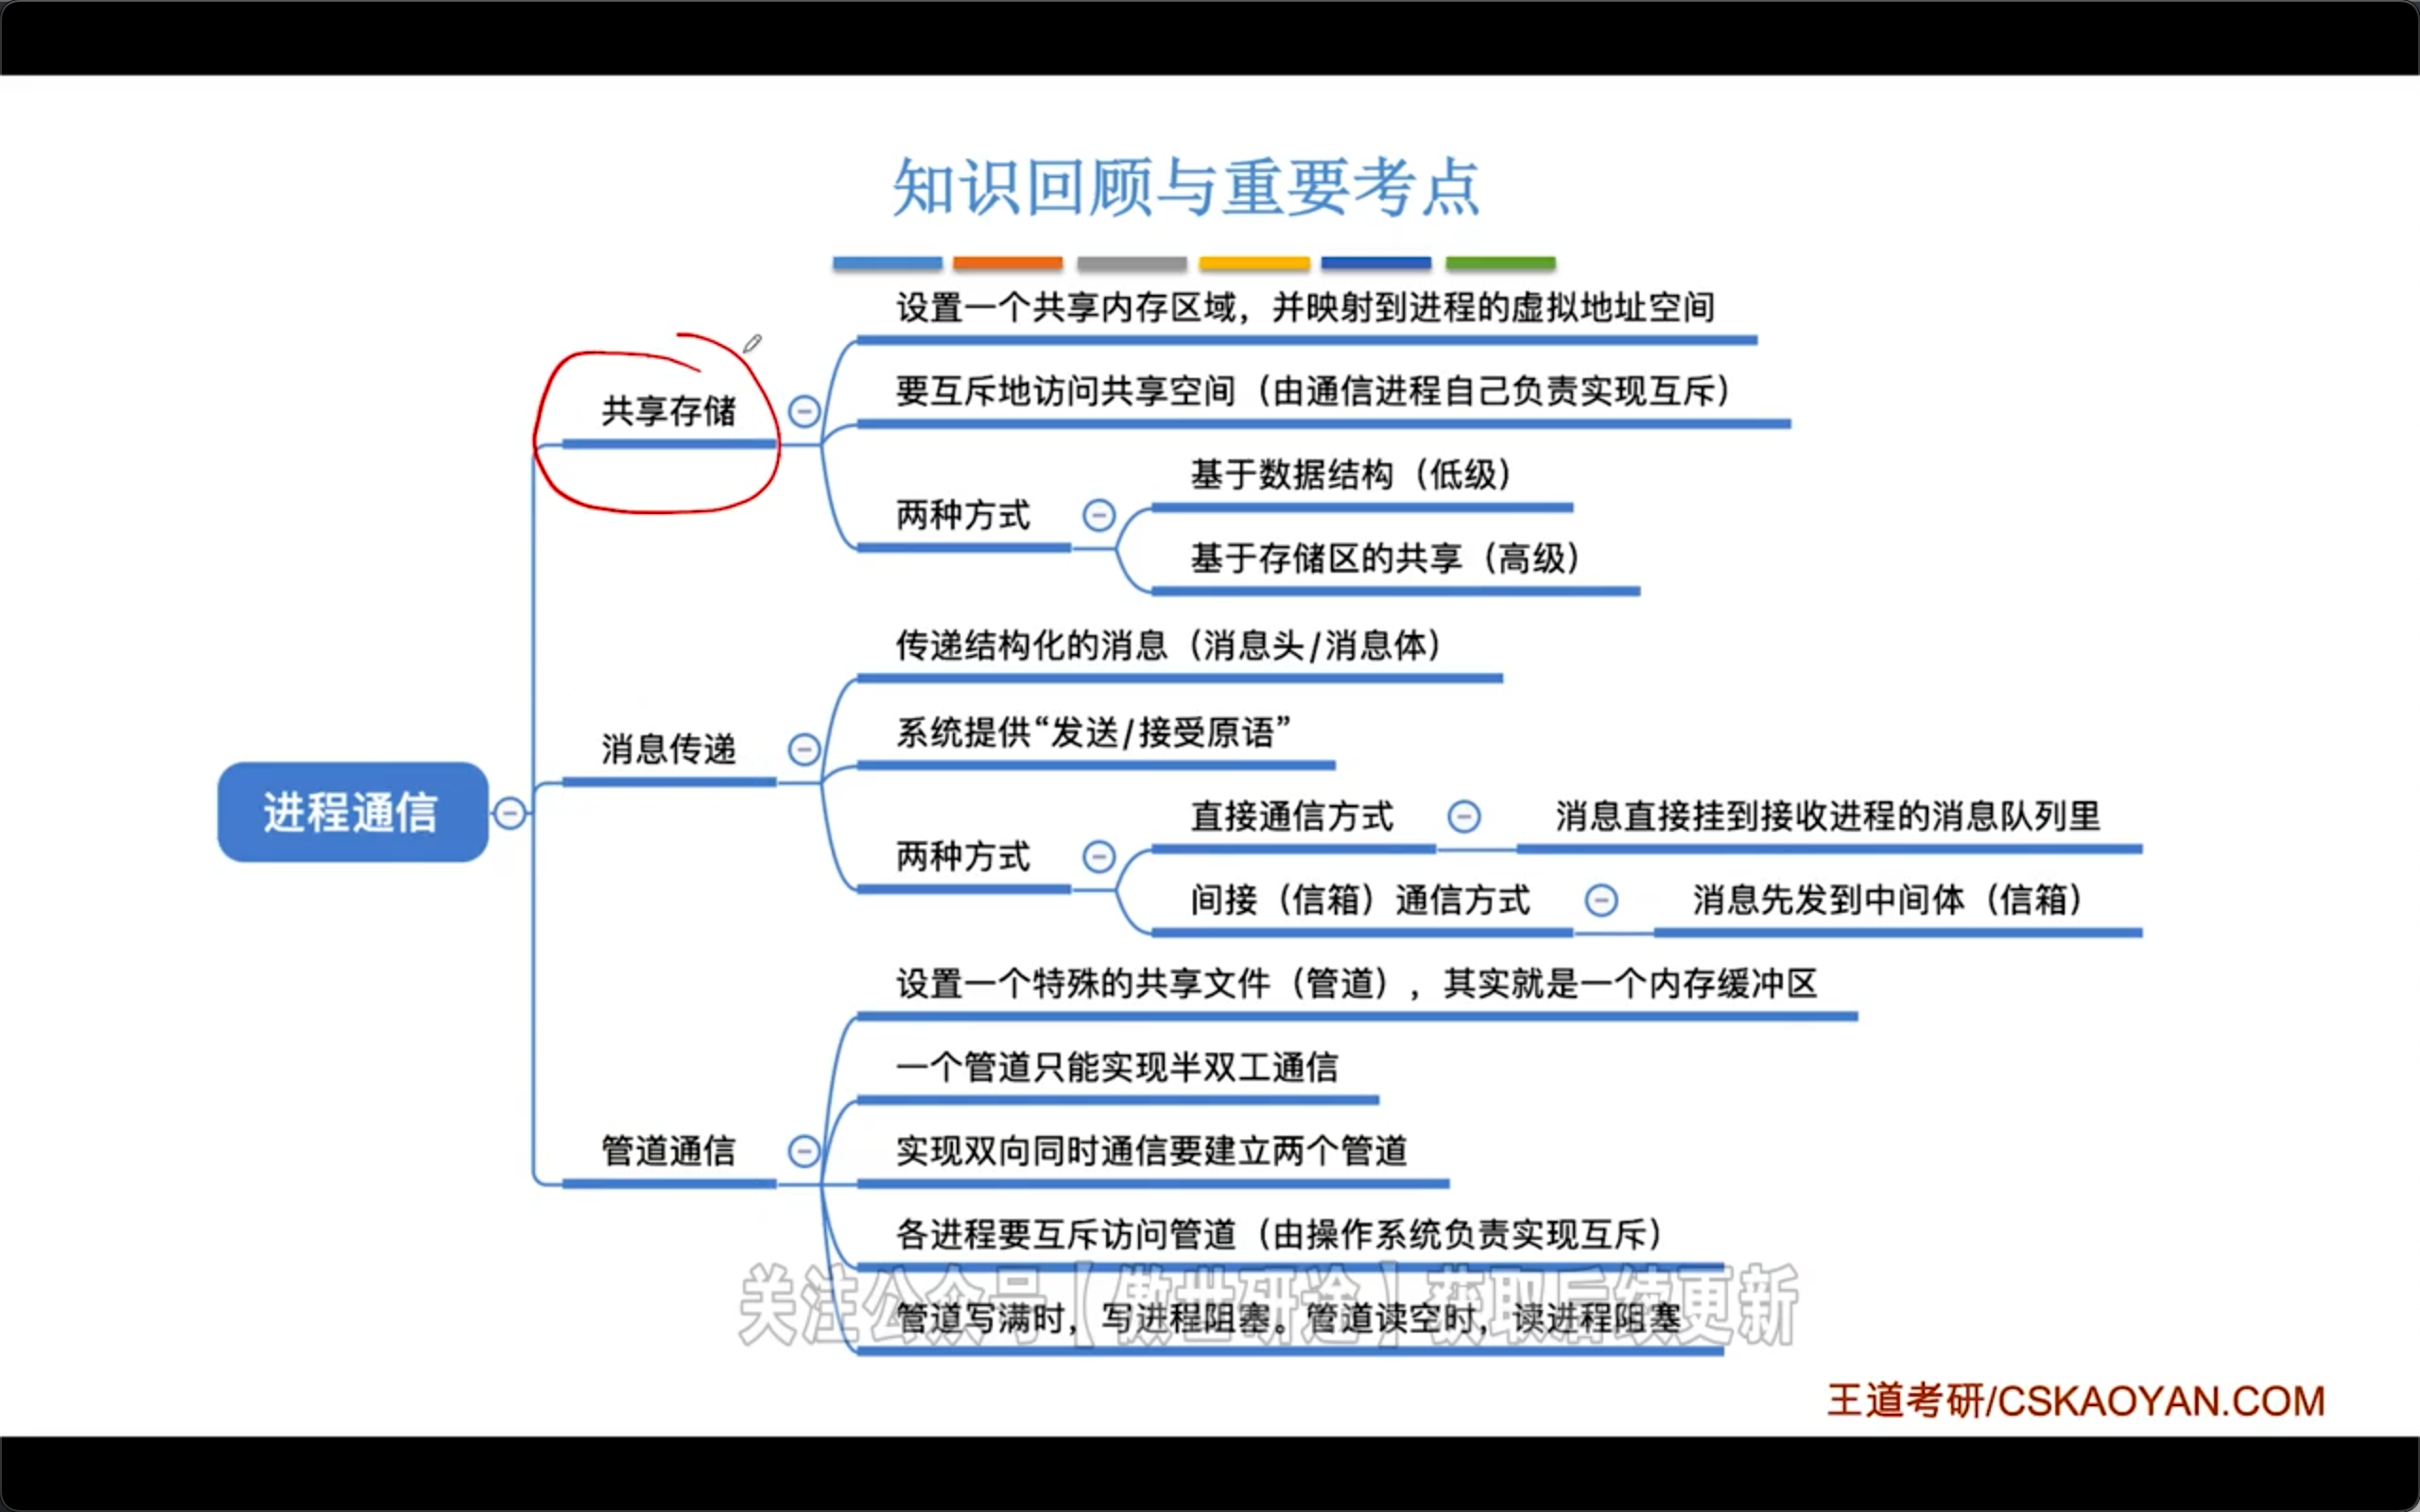 知识回顾与重要考点
进程通信
共享存储
设置一个共享内存区域，并映射到进程的虚拟地址空间
要互斥地访问共享空间（由通信进程自己负责实现互斥）
两种方式
基于数据结构（低级）
基于存储区的共享（高级）
消息传递
传递结构化的消息（消息头/消息体）
系统提供“发送/接受原语”
两种方式
直接通信方式
消息直接挂到接收进程的消息队列里
间接（信箱）通信方式
消息先发到中间体（信箱）
管道通信
设置一个特殊的共享文件（管道），其实就是一个内存缓冲区
一个管道只能实现半双工通信
实现双向同时通信要建立两个管道
各进程要互斥访问管道（由操作系统负责实现互斥）
管道写满时，写进程阻塞。管道读空时，读进程阻塞
关注公众号【傲世研途】获取后续更新
王道考研/CSKAOYAN.COM